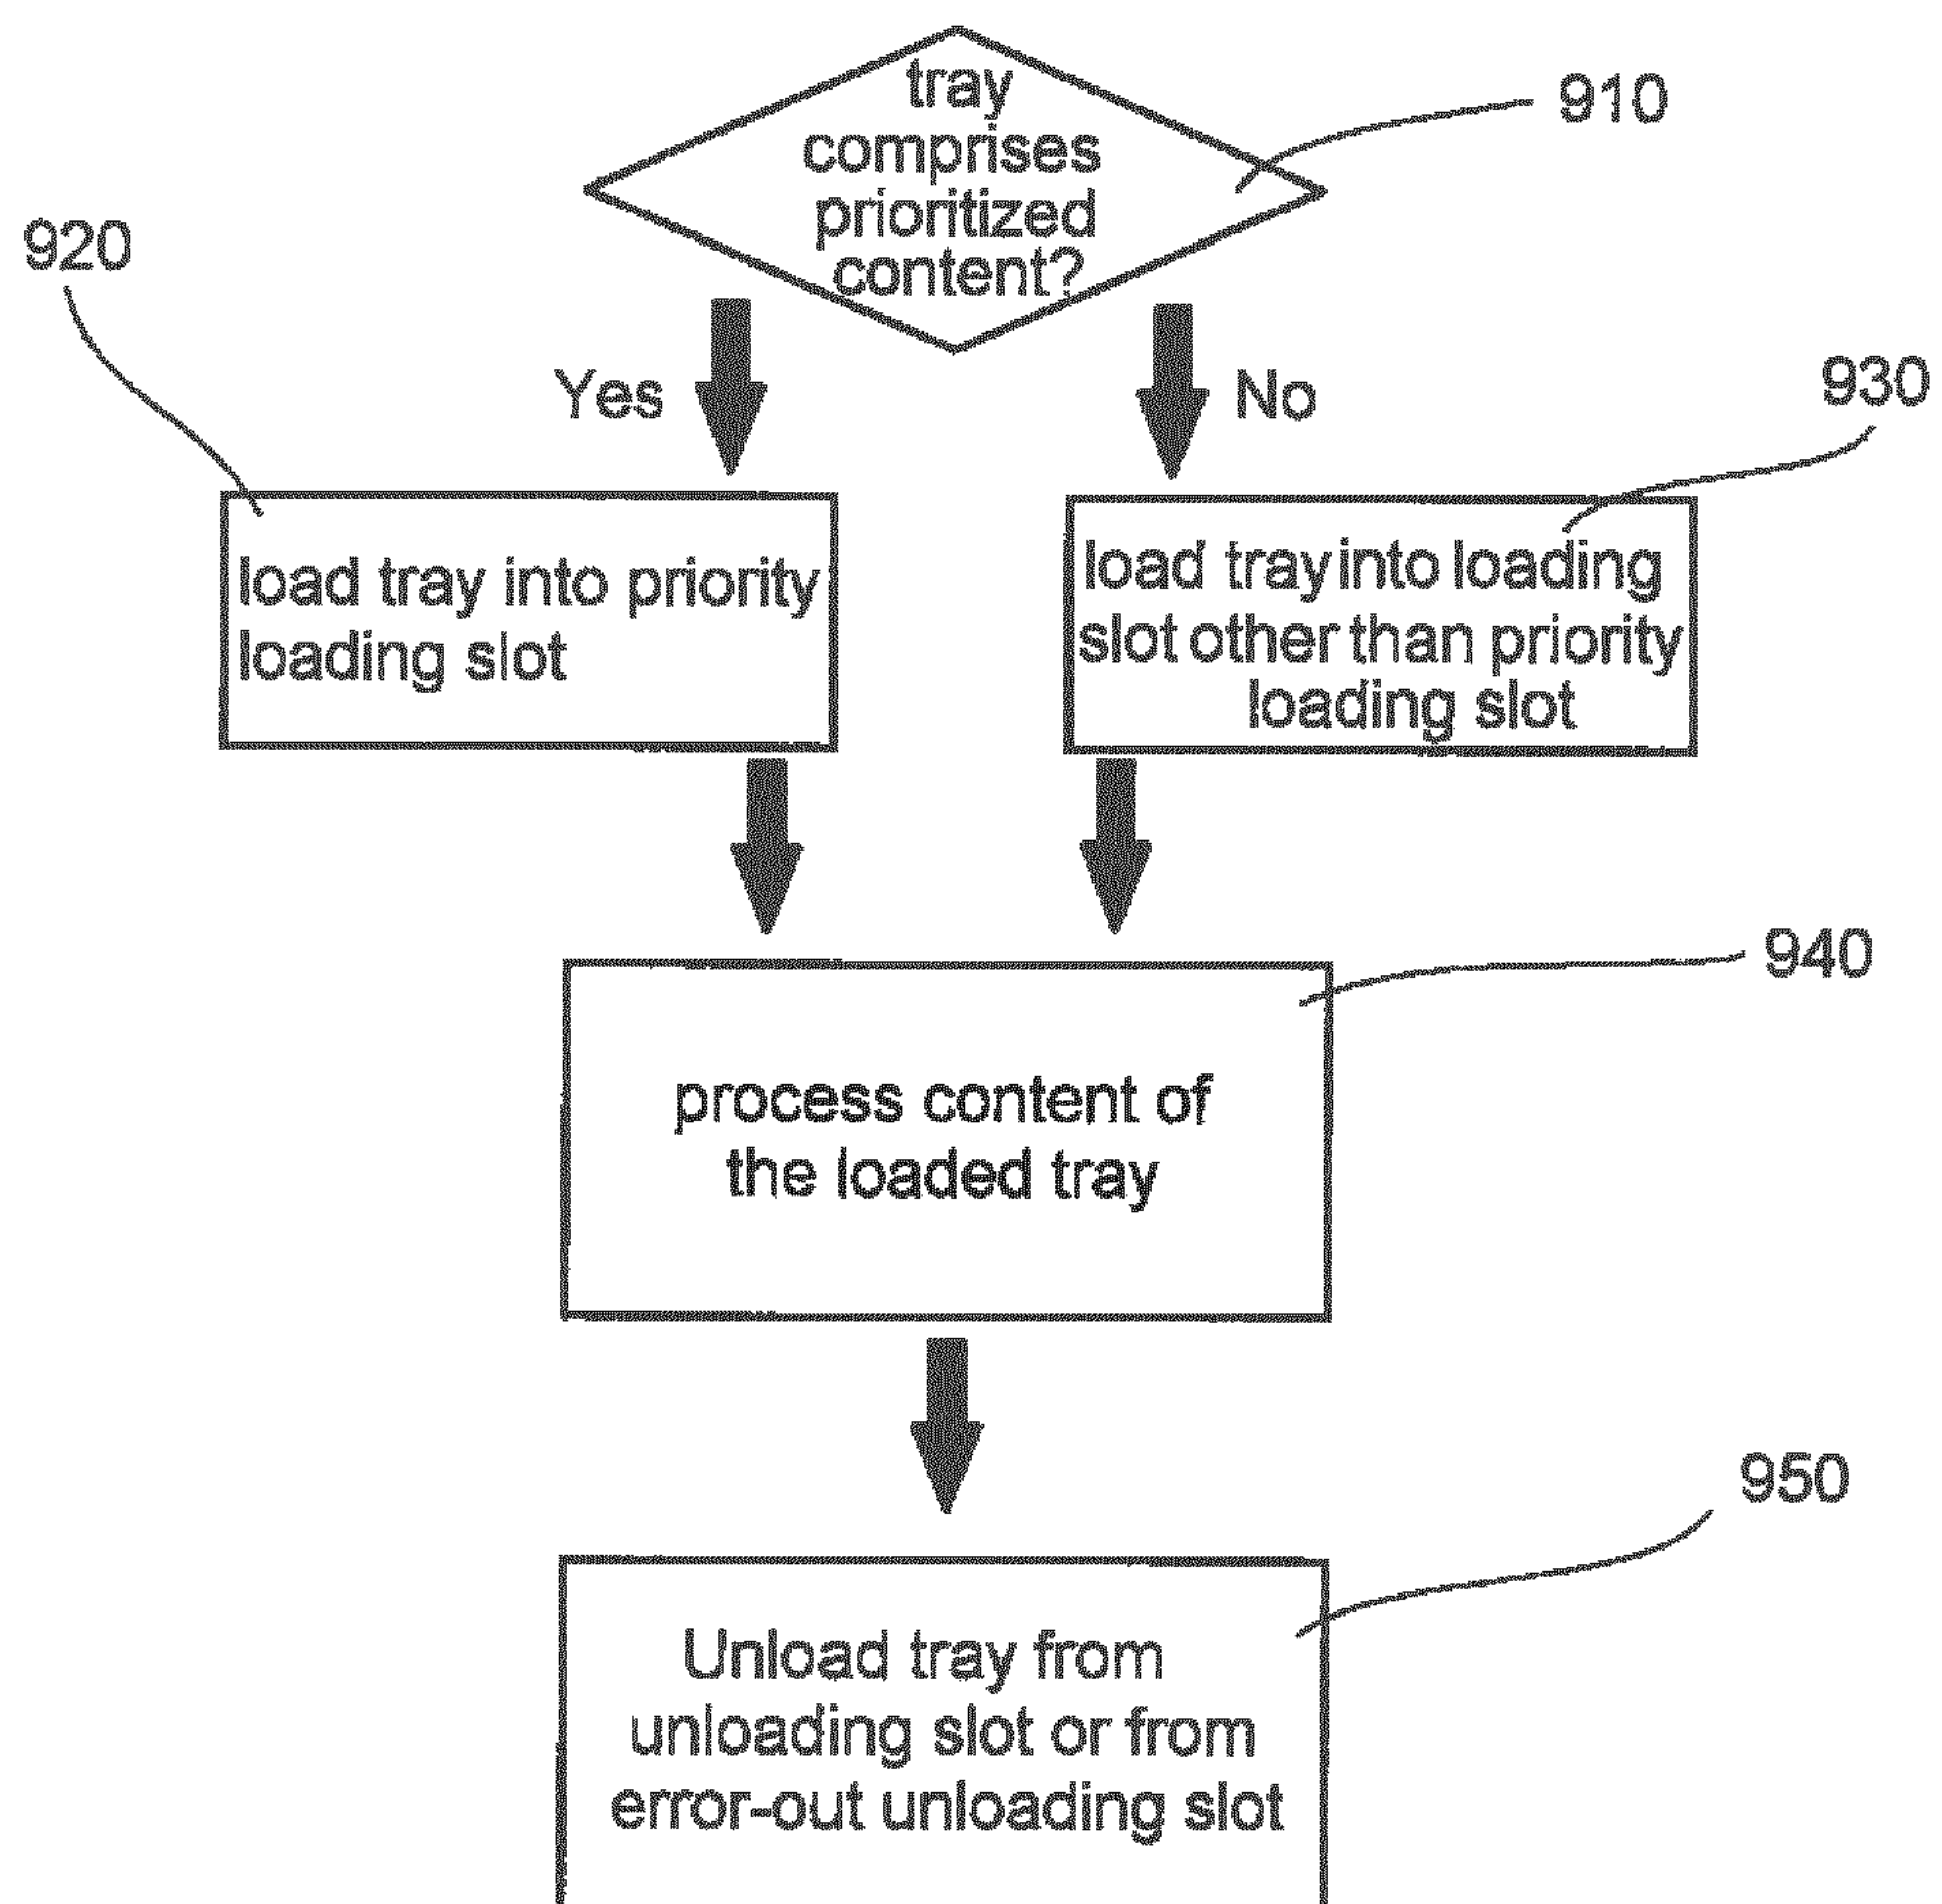 tray
comprises
prioritized
content?
910
920
Yes
No
930
load tray into priority
loading slot
load tray into loading
slot other than priority
loading slot
940
process content of
the loaded tray
950
Unload tray from
unloading slot or from
error-out unloading slot